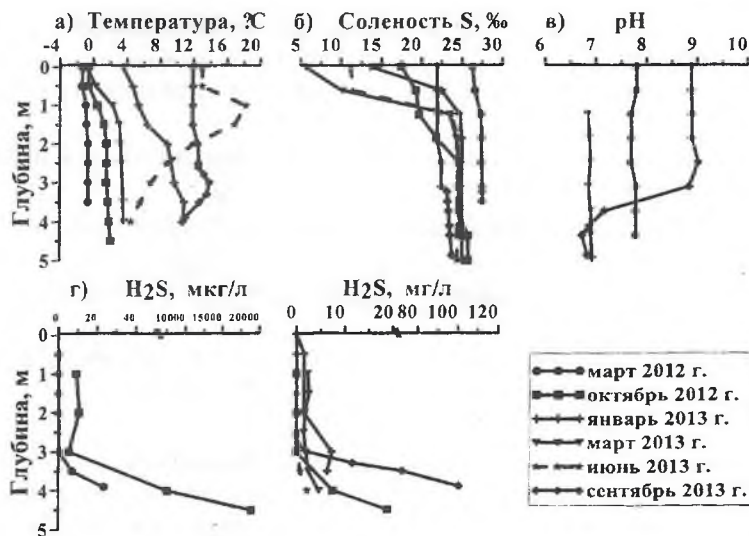 а) Температура, ?С
-4 0 4 8 12 16 20
Глубина, м
0
1
2
3
4
5
б) Соленость S, ‰
5 10 15 20 25 30
в) pH
6 7 8 9 10
г) H2S, мкг/л
0 20 40 10000 15000 20000
Глубина, м
0
1
2
3
4
5
H2S, мг/л
0 10 20 80 100 120
март 2012 г.
октябрь 2012 г.
январь 2013 г.
март 2013 г.
июнь 2013 г.
сентябрь 2013 г.